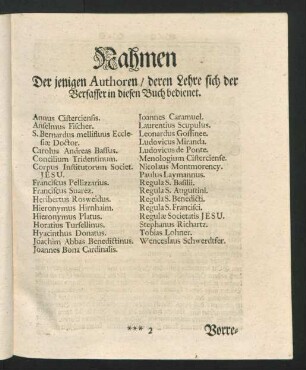 Nahmen
Der jenigen Authoren / deren Lehre sich der
Verfasser in diesen Buch bedienet.
Annus Cisterciensis.
Anselmus Fischer.
S. Bernardus mellifluus Eccle-
siæ Doctor.
Carolus Andreas Bassus.
Concilium Tridentinum.
Corpus Institutorum Societ.
JESU.
Franciscus Pellizarius.
Franciscus Suarez.
Heribertus Rosweidus.
Hieronymus Hirnhaim.
Hieronymus Platus.
Horatius Tursellinus.
Hyacinthus Donatus.
Joachim Abbas Benedictinus.
Joannes Bona Cardinalis.
Joannes Caramuel.
Laurentius Scupulus.
Leonardus Goffinee.
Ludovicus Miranda.
Ludovicus de Ponte.
Menologium Cisterciense.
Nicolaus Montmorency.
Paulus Laymannus.
Regula S. Basilii.
Regula S. Augustini.
Regula S. Benedicti.
Regula S. Francisci.
Regulæ Societatis JESU.
Stephanus Richartz.
Tobias Lohner.
Wenceslaus Schwerdtfer.
*** 2
Vorre-